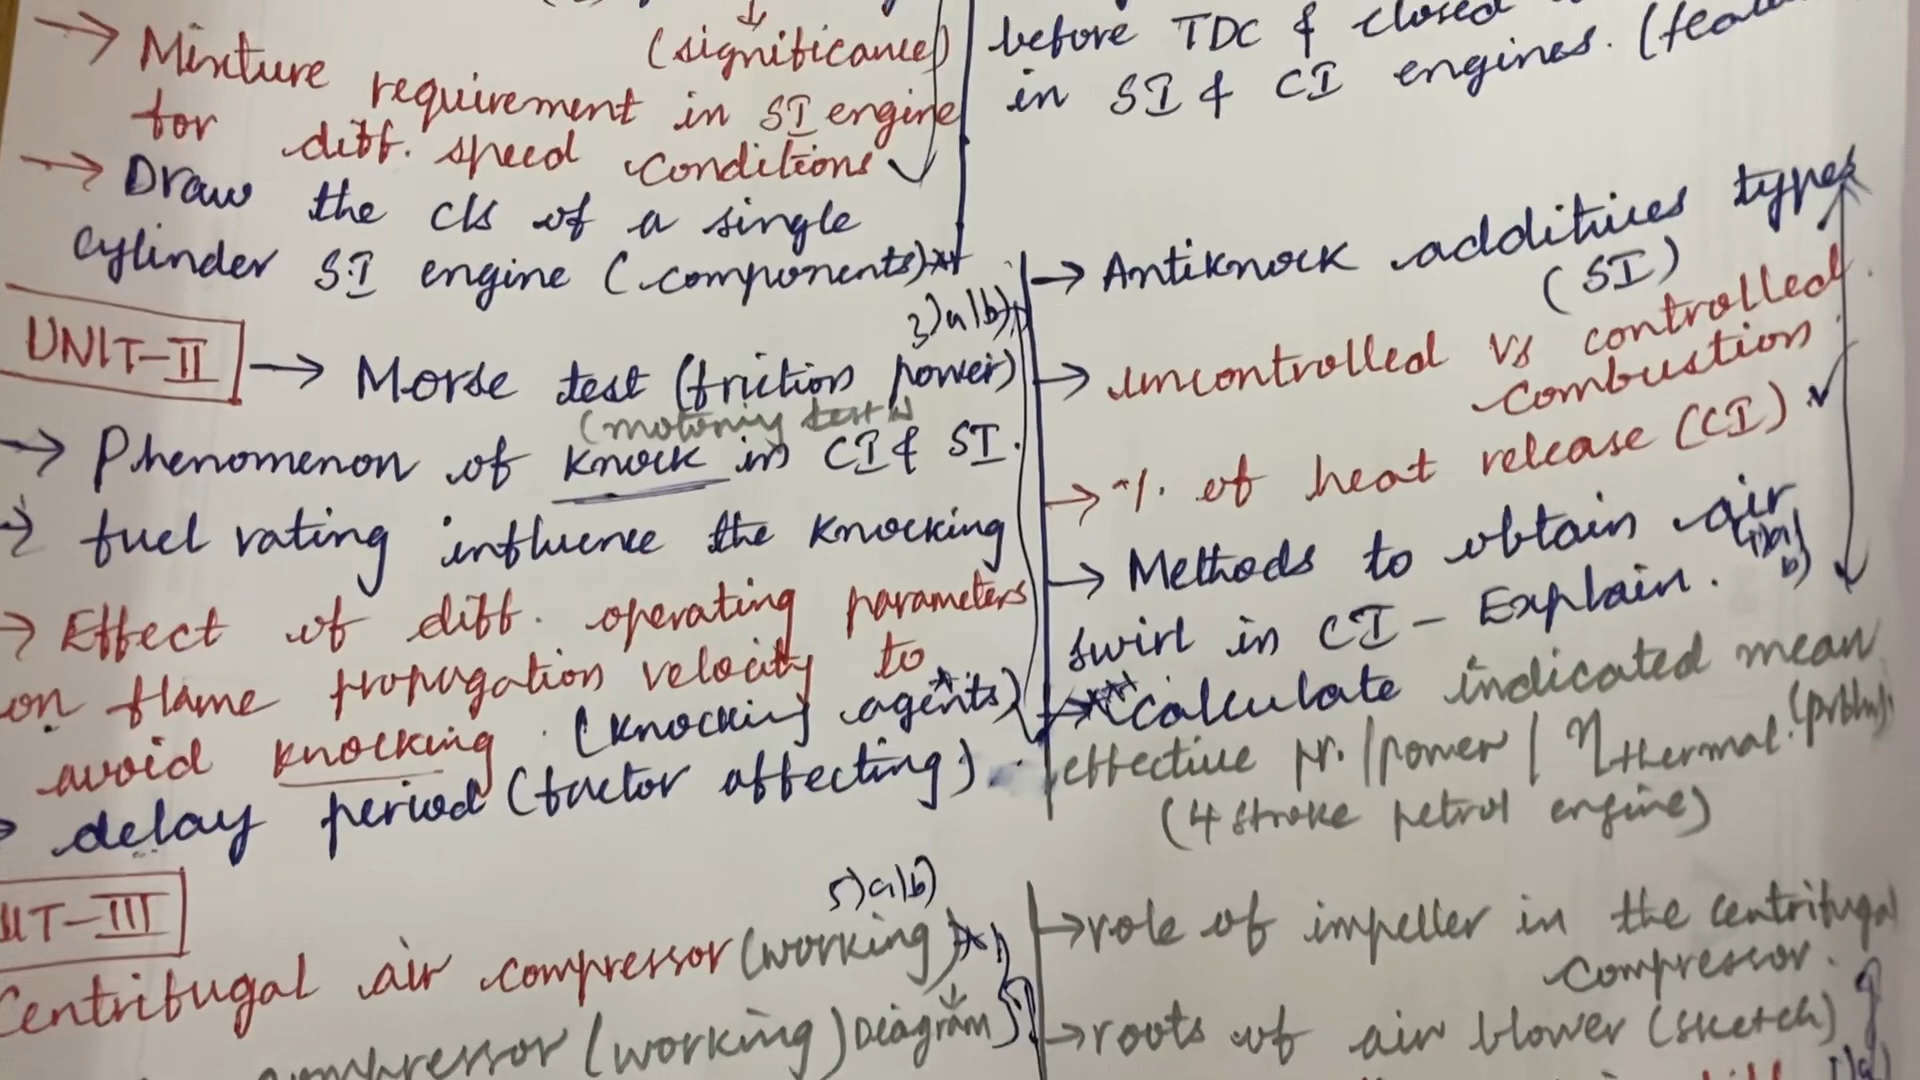 (significance)
→ Mixture requirement in SI engine
for diff. speed conditions
→ Draw the c/s of a single
cylinder S.I engine (components)**
before TDC & closed
in SI & CI engines.
UNIT-II → Morse test (friction power)
3)a/b)
(motoring test)
→ Phenomenon of knock in CI & SI.
→ fuel rating influence the knocking
→ Effect of diff. operating parameters
on flame propagation velocity to
avoid knocking. (knocking agents)
delay period (factor affecting).
→ Antiknock additives types
(SI)
→ uncontrolled vs controlled
combustion.
→ %. of heat release (CI) ✓
→ Methods to obtain air
swirl in CI - Explain.
b)
→ ** calculate indicated mean
effective pr. / power / η thermal. (prblm)
(4 stroke petrol engine)
5)a/b)
Centrifugal air compressor (working)
(working) Diagram
→ role of impeller in the centrifugal
compressor.
→ roots of air blower (sketch)